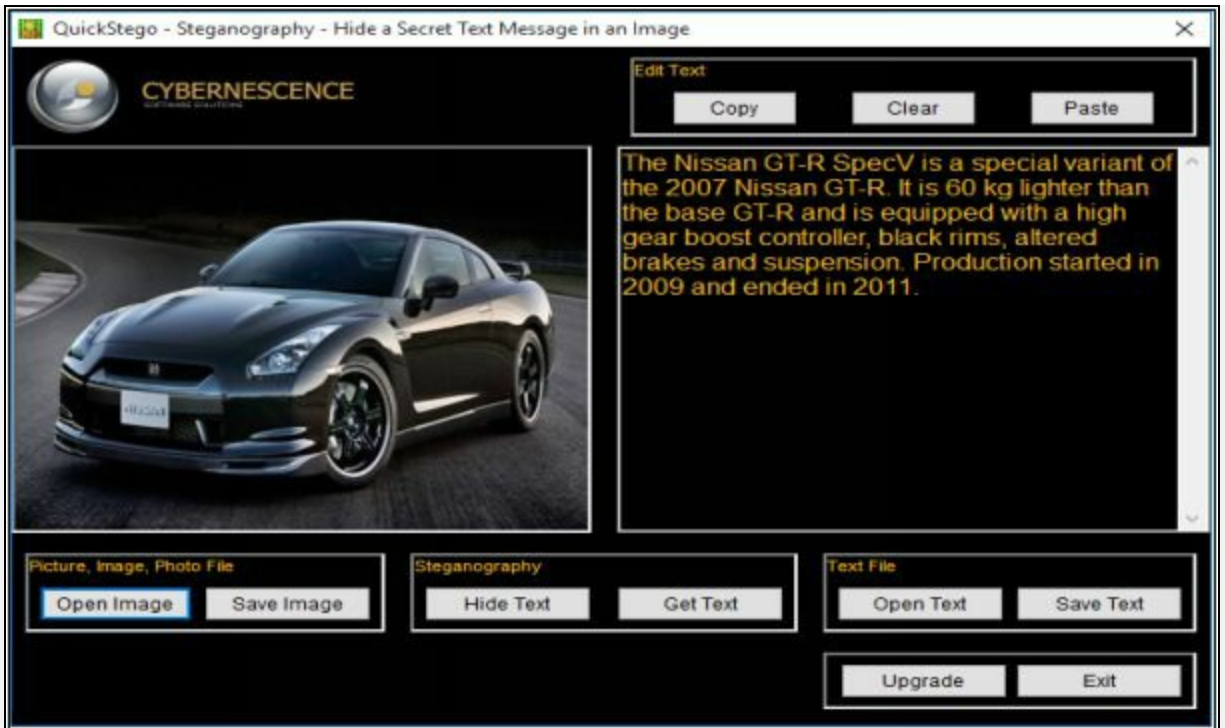 QuickStego - Steganography - Hide a Secret Text Message in an Image
CYBERNESCENCE
SOFTWARE SOLUTIONS
Edit Text
Copy
Clear
Paste
The Nissan GT-R SpecV is a special variant of
the 2007 Nissan GT-R. It is 60 kg lighter than
the base GT-R and is equipped with a high
gear boost controller, black rims, altered
brakes and suspension. Production started in
2009 and ended in 2011.
Picture, Image, Photo File
Open Image
Save Image
Steganography
Hide Text
Get Text
Text File
Open Text
Save Text
Upgrade
Exit